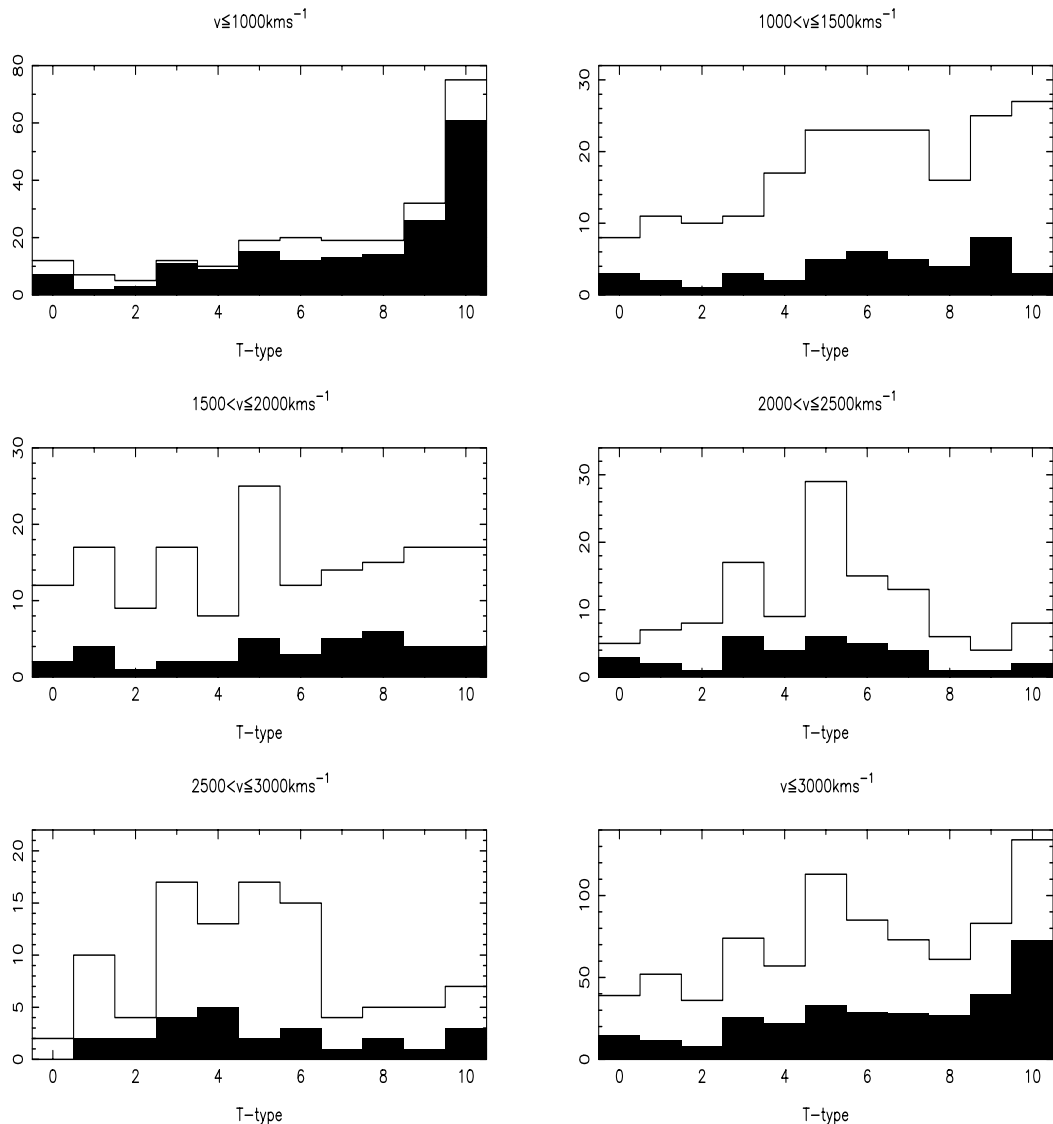 v≦1000kms⁻¹
80
60
40
20
0
0 2 4 6 8 10
T-type
1000<v≦1500kms⁻¹
30
20
10
0
0 2 4 6 8 10
T-type
1500<v≦2000kms⁻¹
30
20
10
0
0 2 4 6 8 10
T-type
2000<v≦2500kms⁻¹
30
20
10
0
0 2 4 6 8 10
T-type
2500<v≦3000kms⁻¹
20
15
10
5
0
0 2 4 6 8 10
T-type
v≦3000kms⁻¹
100
50
0
0 2 4 6 8 10
T-type